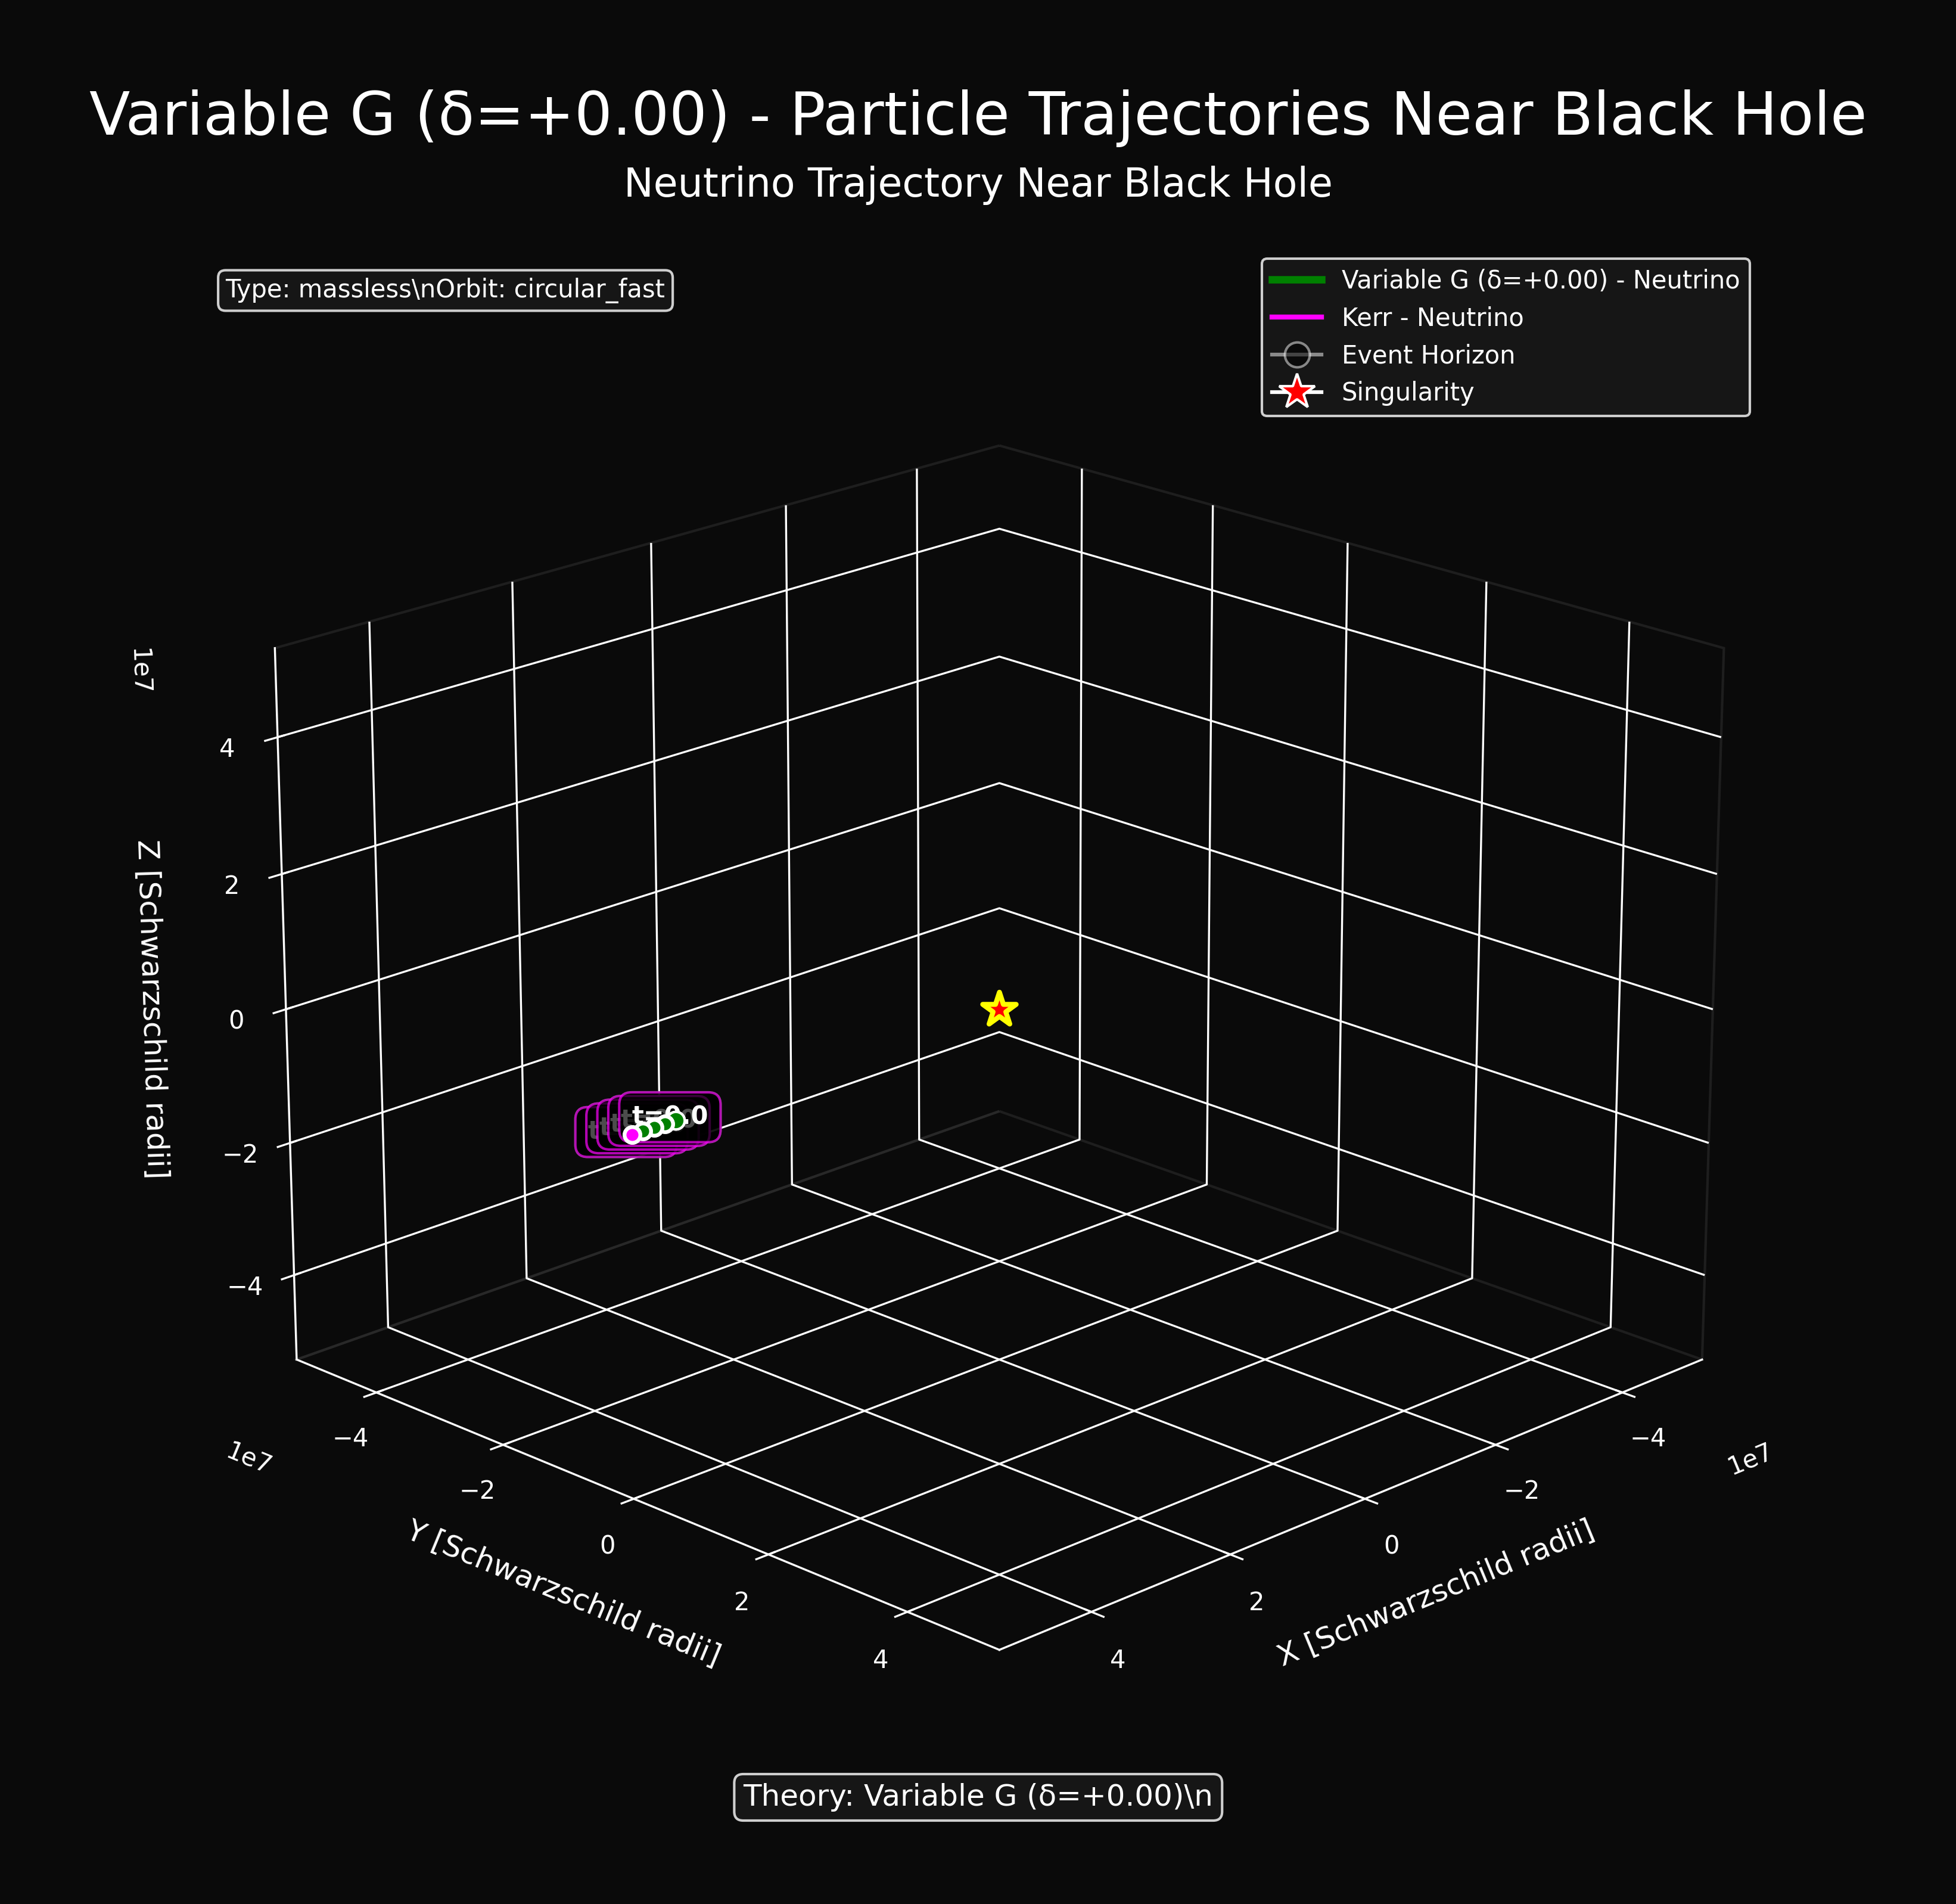 Variable G (δ=+0.00) - Particle Trajectories Near Black Hole
Neutrino Trajectory Near Black Hole
Type: massless\nOrbit: circular_fast
Variable G (δ=+0.00) - Neutrino
Kerr - Neutrino
Event Horizon
Singularity
1e7
4
2
0
−2
−4
Z [Schwarzschild radii]
1e7
−4
−2
0
2
4
Y [Schwarzschild radii]
4
2
0
−2
−4
1e7
X [Schwarzschild radii]
Theory: Variable G (δ=+0.00)\n